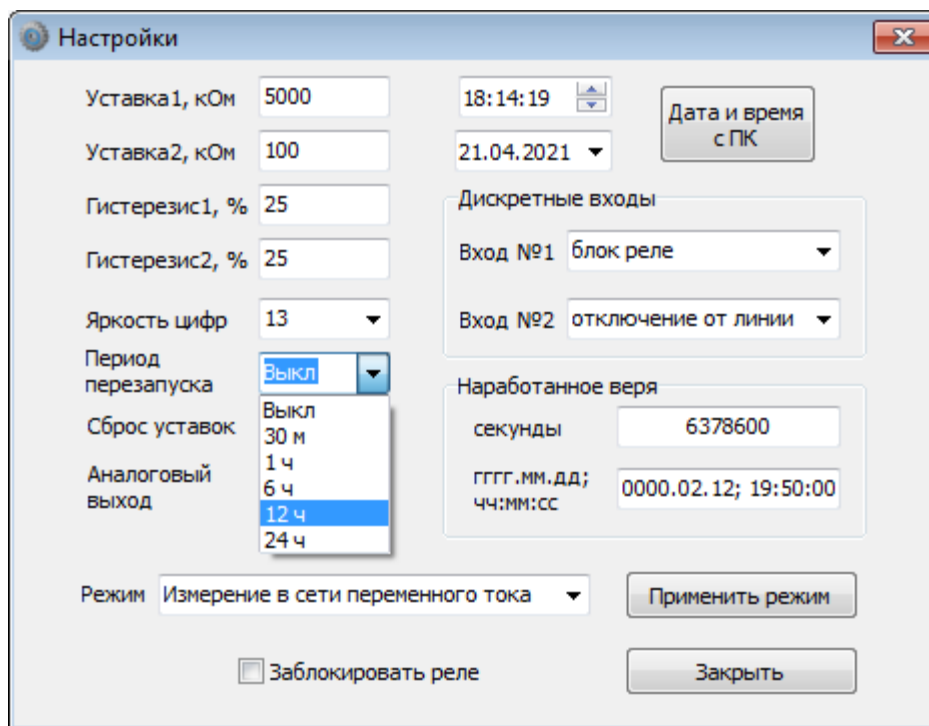 Настройки
Уставка1, кОм 5000
18:14:19
Дата и время
с ПК
Уставка2, кОм 100
21.04.2021
Гистерезис1, % 25
Дискретные входы
Гистерезис2, % 25
Вход №1 блок реле
Яркость цифр 13
Вход №2 отключение от линии
Период
перезапуска
Выкл
Выкл
30 м
1 ч
6 ч
12 ч
24 ч
Сброс уставок
Аналоговый
выход
Наработанное веря
секунды 6378600
гггг.мм.дд;
чч:мм:сс
0000.02.12; 19:50:00
Режим Измерение в сети переменного тока
Применить режим
Заблокировать реле
Закрыть